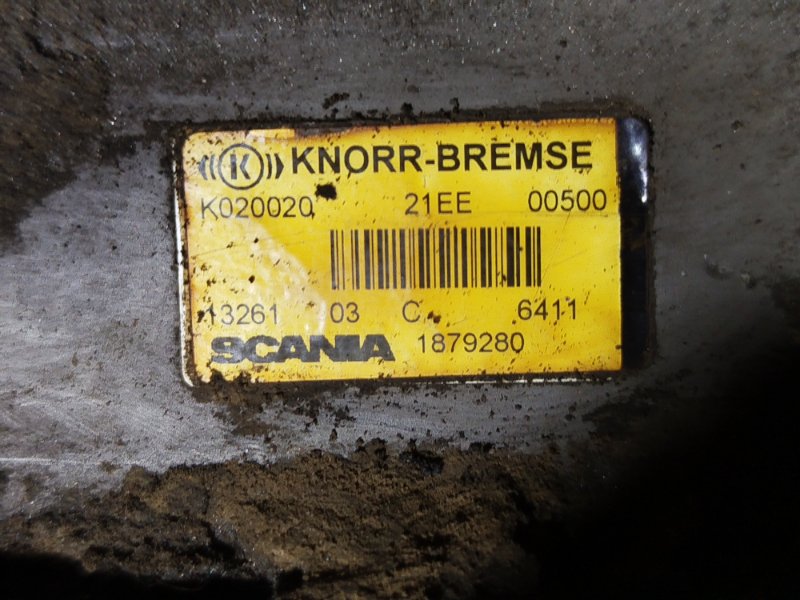 K KNORR-BREMSE
K020020 21EE 00500
13261 03 C 6411
SCANIA 1879280